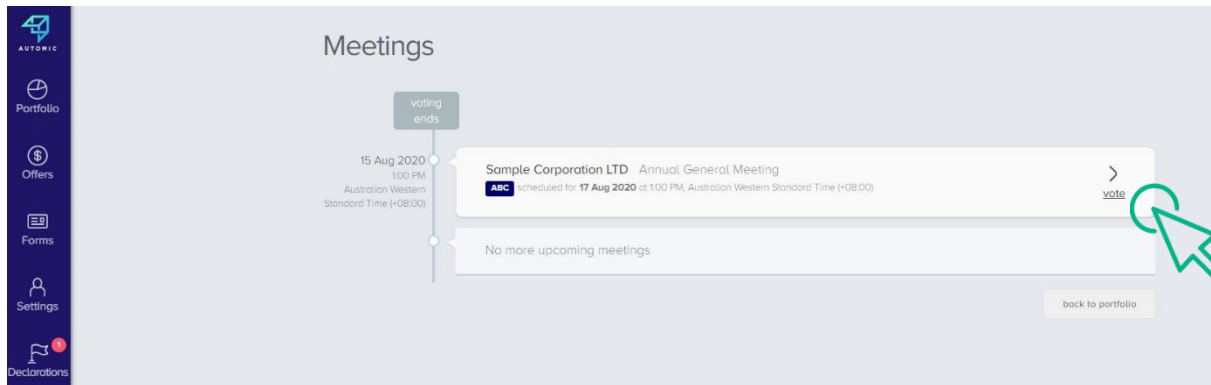 AUTOMIC
Portfolio
Offers
Forms
Settings
1
Declarations
Meetings
voting
ends
15 Aug 2020
1:00 PM
Australian Western
Standard Time (+08:00)
Sample Corporation LTD Annual General Meeting
ABC scheduled for 17 Aug 2020 at 1:00 PM, Australian Western Standard Time (+08:00)
vote
No more upcoming meetings
back to portfolio